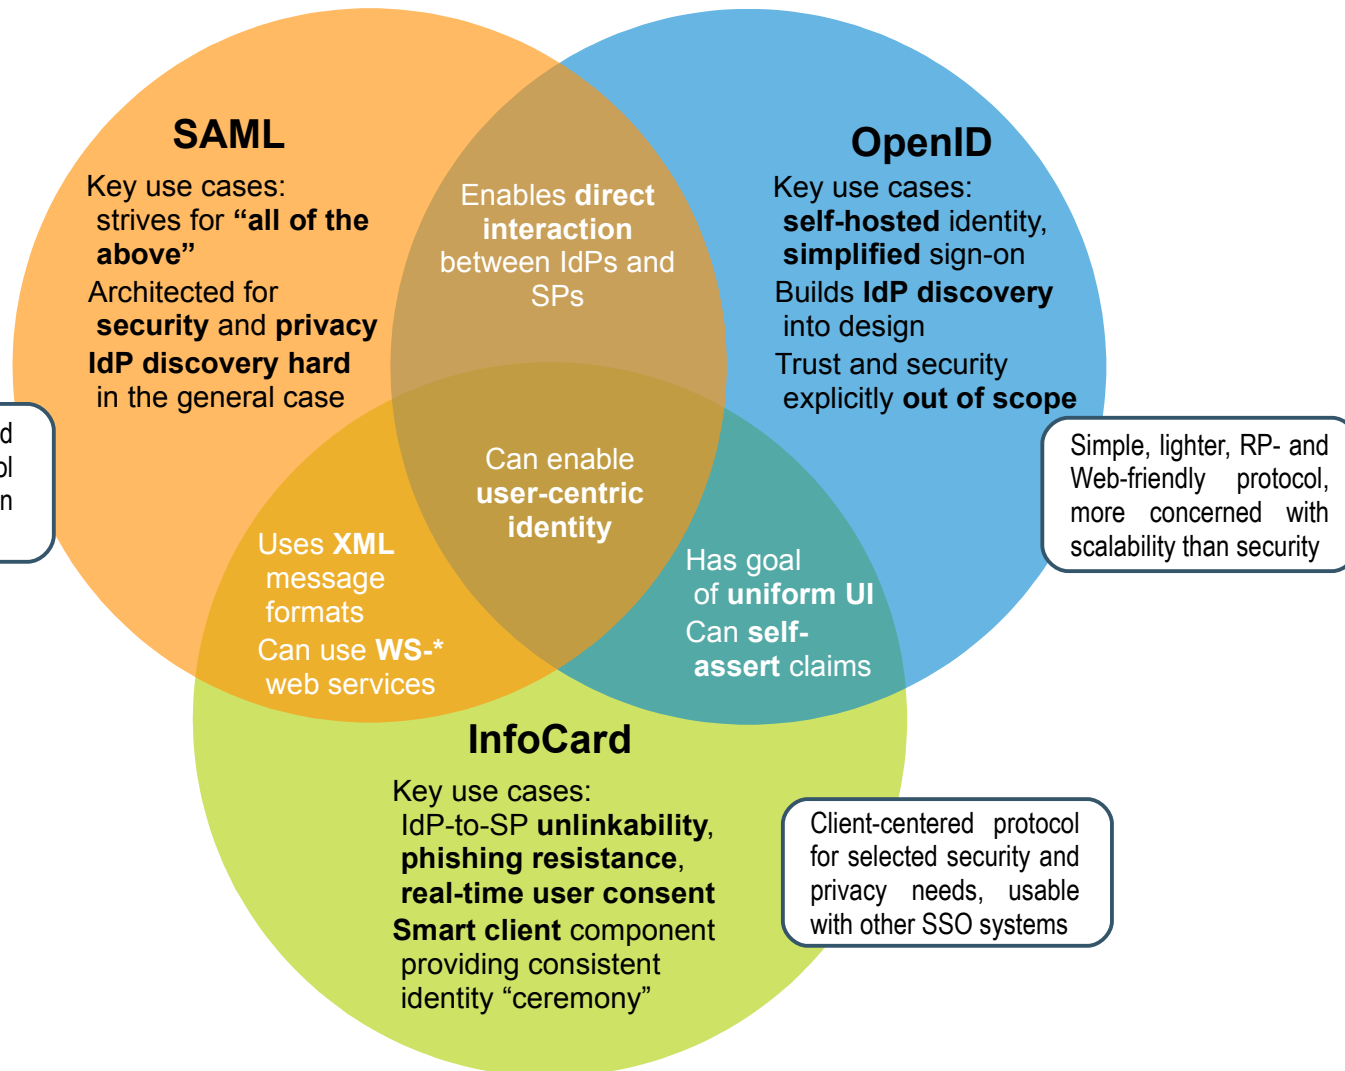 SAML
Key use cases:
strives for “all of the
above”
Architected for
security and privacy
IdP discovery hard
in the general case
Enables direct
interaction
between IdPs and
SPs
OpenID
Key use cases:
self-hosted identity,
simplified sign-on
Builds IdP discovery
into design
Trust and security
explicitly out of scope
Simple, lighter, RP- and
Web-friendly protocol,
more concerned with
scalability than security
Can enable
user-centric
identity
Uses XML
message
formats
Can use WS-*
web services
Has goal
of uniform UI
Can self-
assert claims
InfoCard
Key use cases:
IdP-to-SP unlinkability,
phishing resistance,
real-time user consent
Smart client component
providing consistent
identity “ceremony”
Client-centered protocol
for selected security and
privacy needs, usable
with other SSO systems